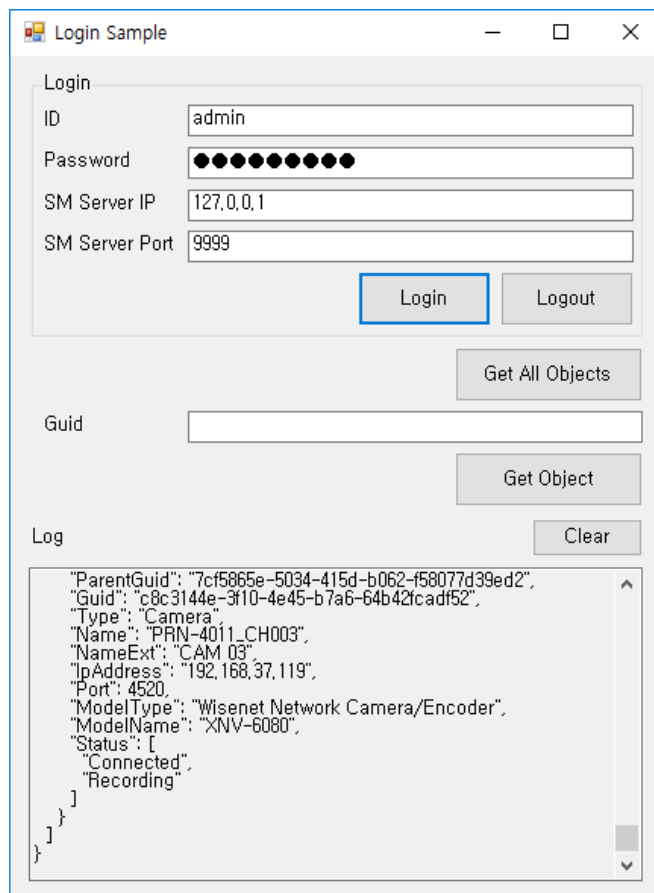 Login Sample
Login
ID
admin
Password
●●●●●●●●●
SM Server IP
127,0,0,1
SM Server Port
9999
Login
Logout
Get All Objects
Guid
Get Object
Log
Clear
"ParentGuid": "7cf5865e-5034-415d-b062-f58077d39ed2",
"Guid": "c8c3144e-3f10-4e45-b7a6-64b42fcadf52",
"Type": "Camera",
"Name": "PRN-4011_CH003",
"NameExt": "CAM 03",
"IpAddress": "192,168,37,119",
"Port": 4520,
"ModelType": "Wisenet Network Camera/Encoder",
"ModelName": "XNV-6080",
"Status": [
"Connected",
"Recording"
]
}
]
}